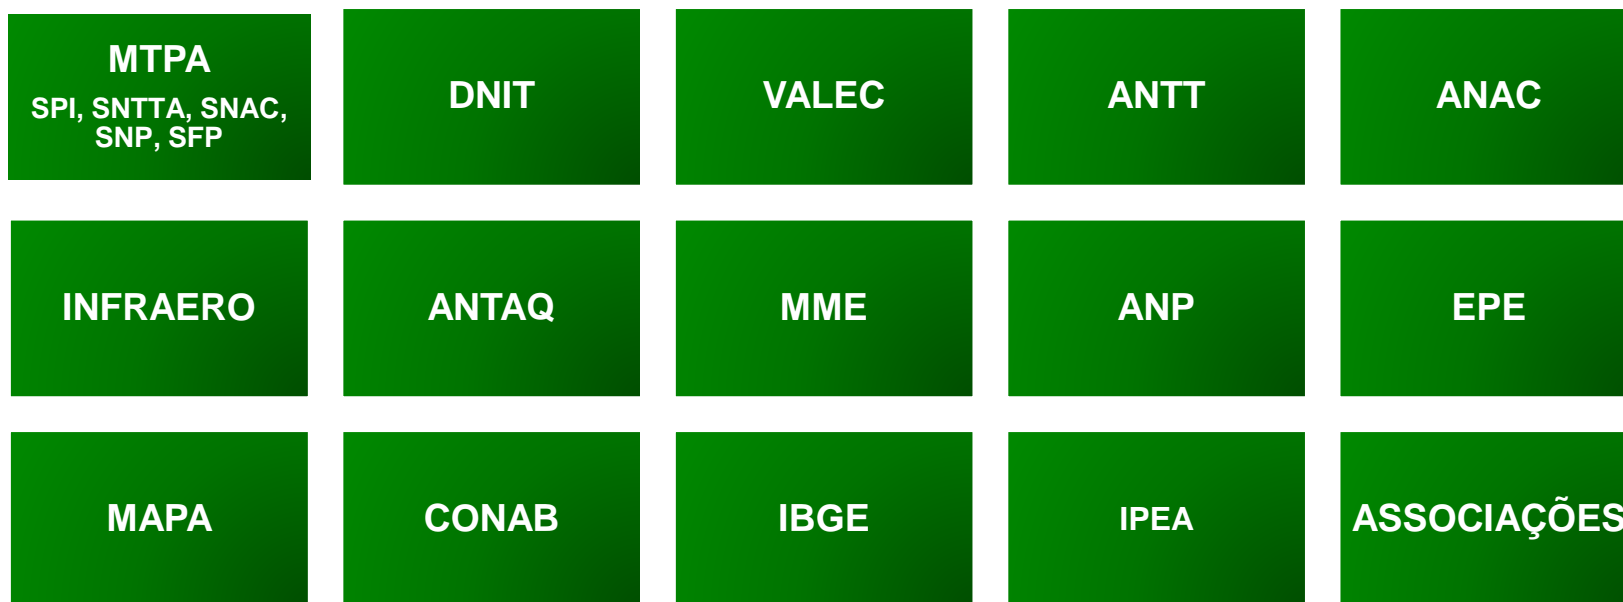 MTPA
SPI, SNTTA, SNAC,
SNP, SFP
DNIT
VALEC
ANTT
ANAC
INFRAERO
ANTAQ
MME
ANP
EPE
MAPA
CONAB
IBGE
IPEA
ASSOCIAÇÕES